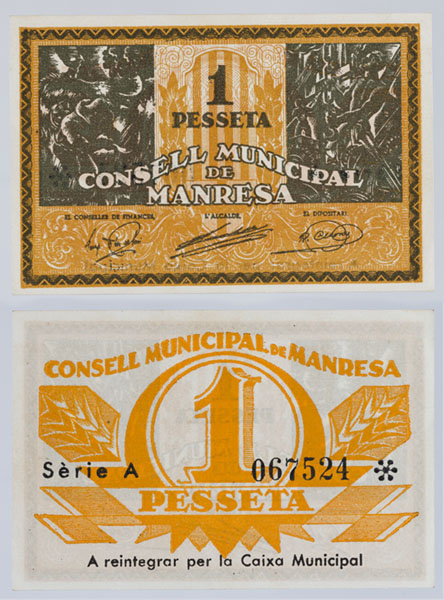 1
PESSETA
CONSELL MUNICIPAL
DE
MANRESA
EL CONSELLER DE FINANCES, L'ALCALDE, EL DIPOSITARI
CONSELL MUNICIPAL DE MANRESA
1
Sèrie A 067524
PESSETA
A reintegrar per la Caixa Municipal